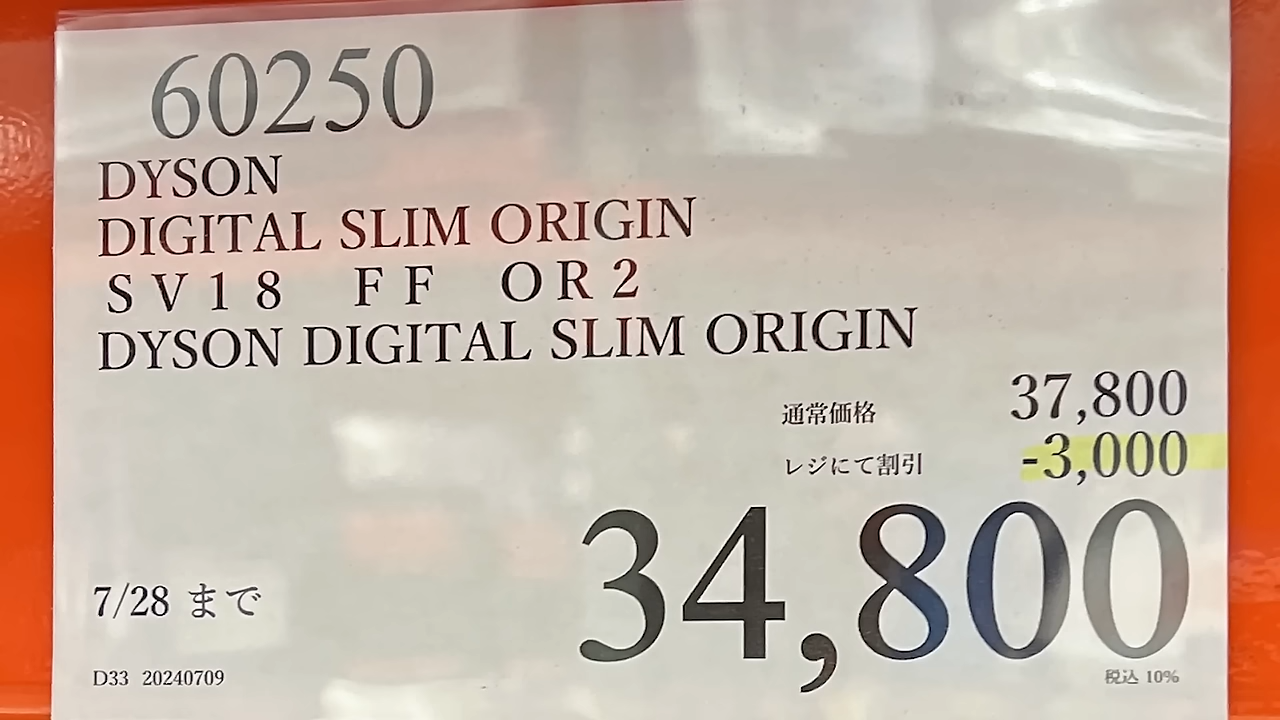 60250
DYSON
DIGITAL SLIM ORIGIN
ＳＶ１８　ＦＦ　ＯＲ２
DYSON DIGITAL SLIM ORIGIN
通常価格 37,800
レジにて割引 -3,000
34,800
7/28 まで
D33 20240709
税込 10%